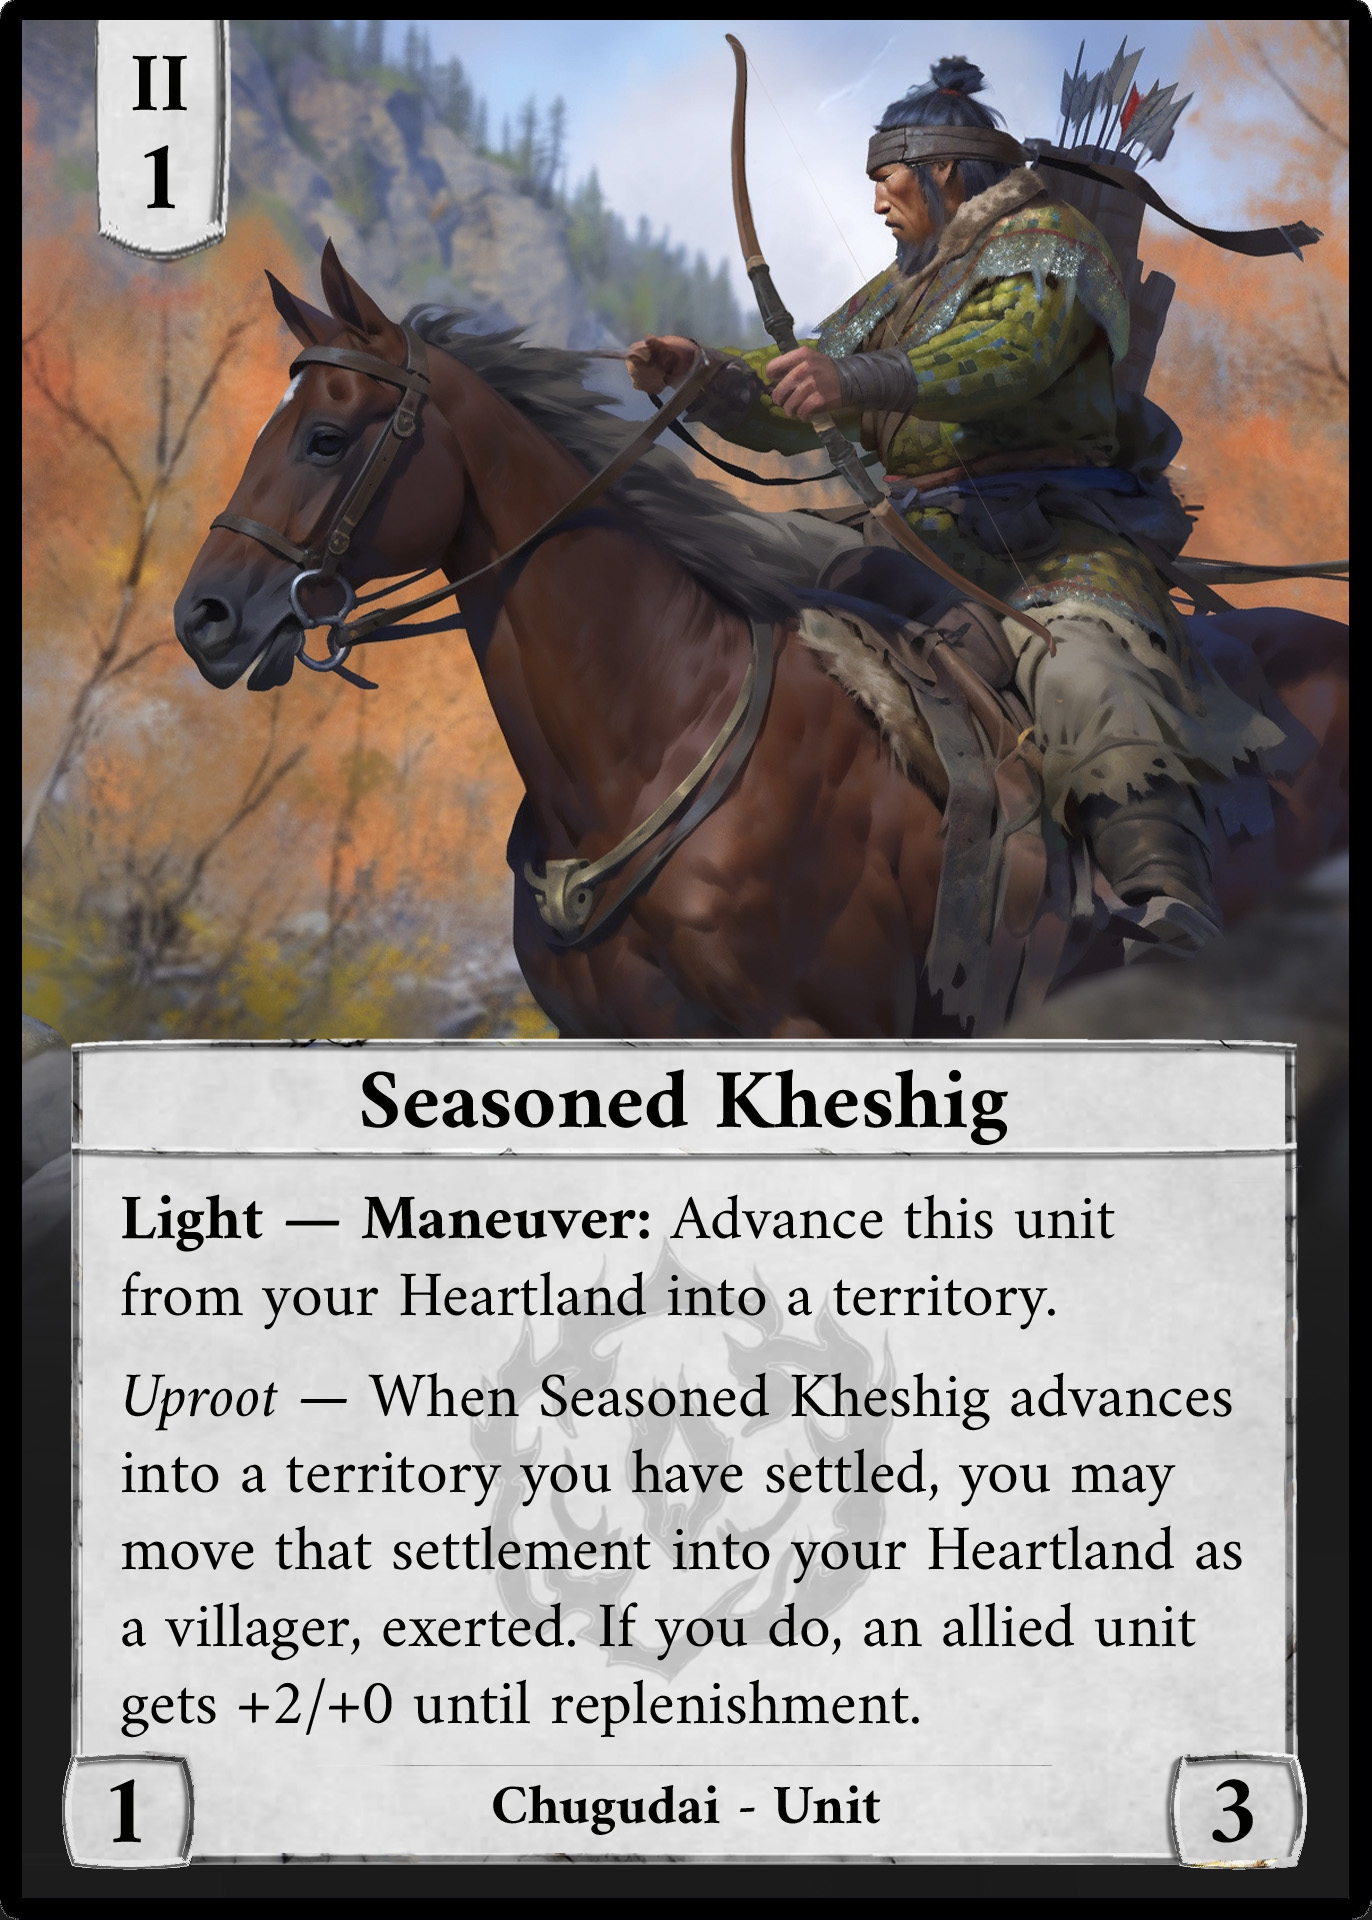 II
1
Seasoned Kheshig
Light — Maneuver: Advance this unit
from your Heartland into a territory.
Uproot — When Seasoned Kheshig advances
into a territory you have settled, you may
move that settlement into your Heartland as
a villager, exerted. If you do, an allied unit
gets +2/+0 until replenishment.
1
Chugudai - Unit
3